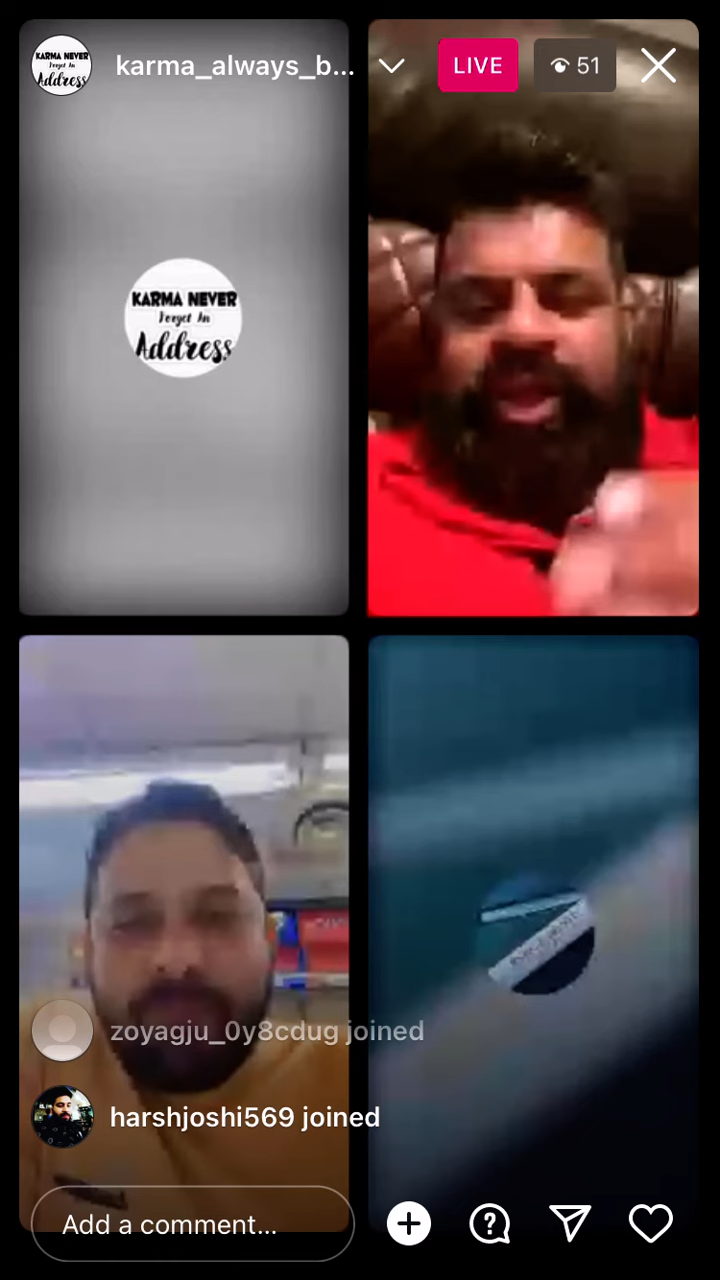 KARMA NEVER
Forget An
Address
karma_always_b...
LIVE
51
KARMA NEVER
Forget An
Address
zoyagju_0y8cdug joined
harshjoshi569 joined
Add a comment...